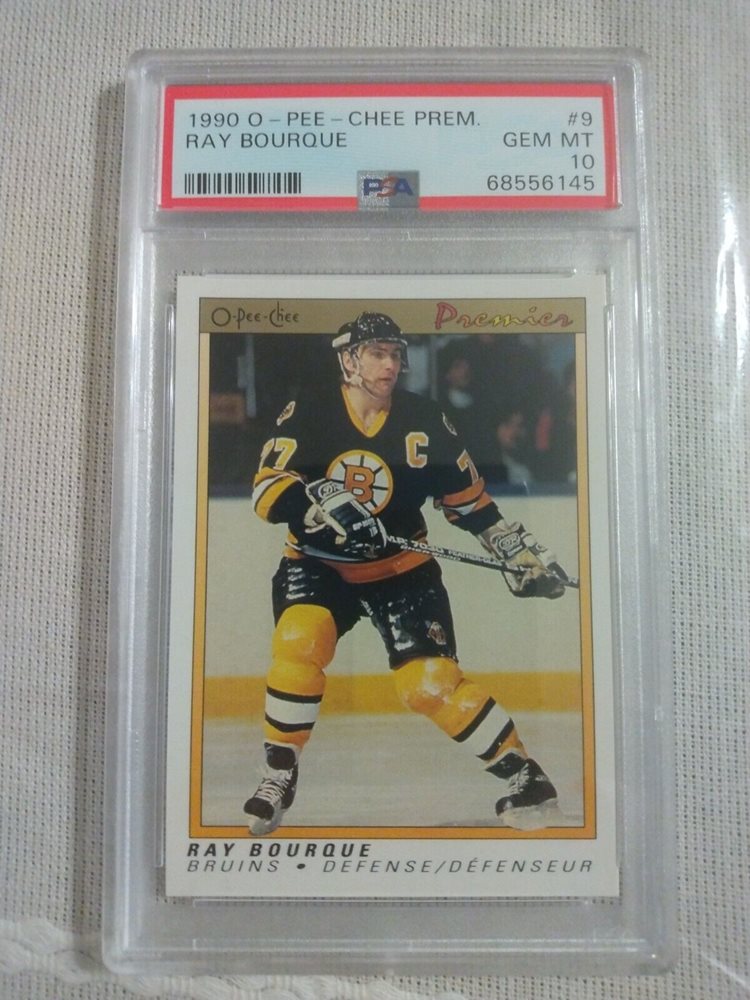 1990 O-PEE-CHEE PREM. #9
RAY BOURQUE GEM MT
10
PSA 68556145
O-Pee-Chee Premier
C
77 7
B
RAY BOURQUE
BRUINS • DEFENSE/DÉFENSEUR